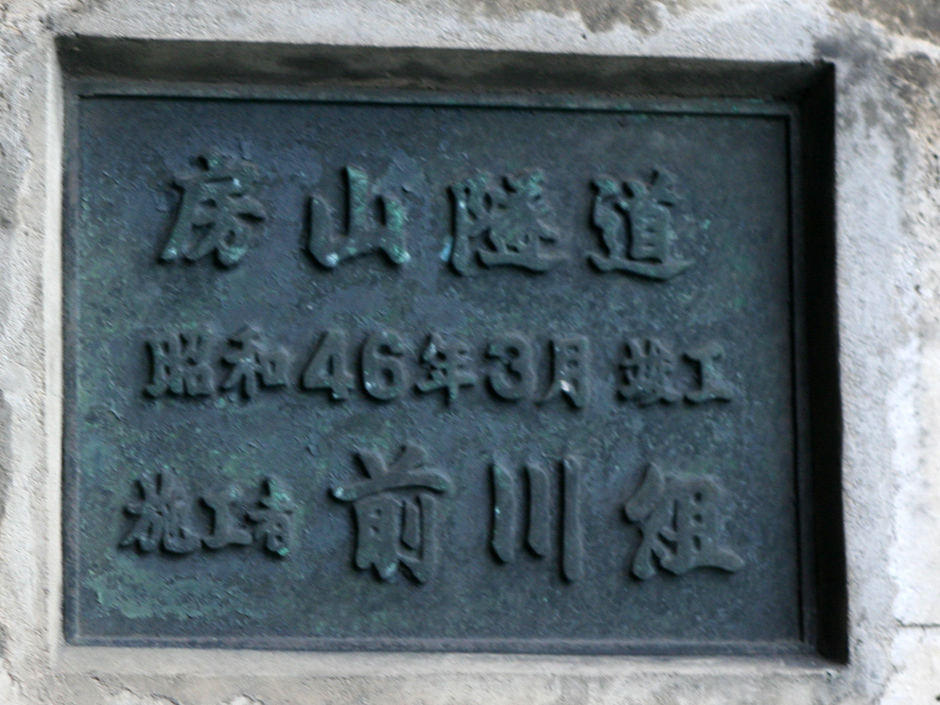 房山隧道
昭和46年3月 竣工
施工者 前川組